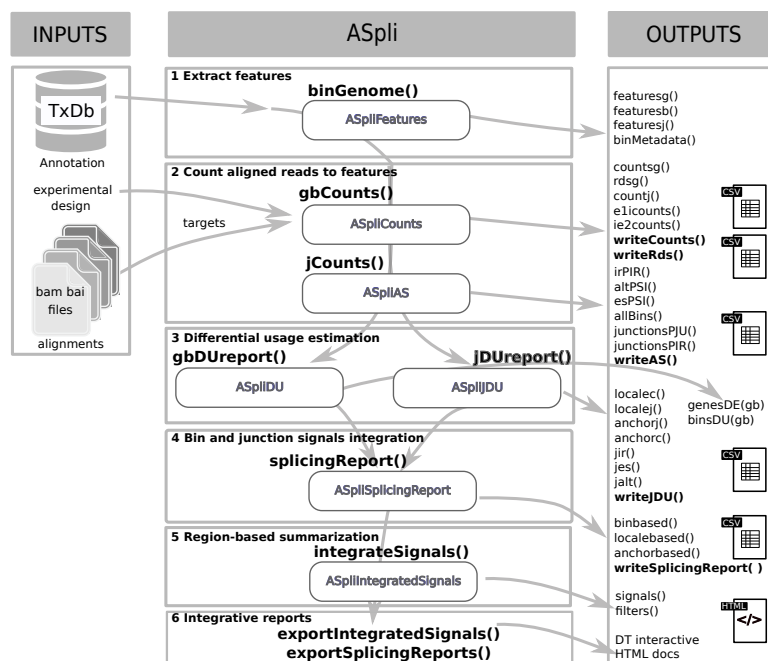 INPUTS
ASpli
OUTPUTS
TxDb
Annotation
experimental
design
targets
bam bai
files
alignments
1 Extract features
binGenome()
ASpliFeatures
2 Count aligned reads to features
gbCounts()
ASpliCounts
jCounts()
ASpliAS
3 Differential usage estimation
gbDUreport()
jDUreport()
ASpliDU
ASpliJDU
4 Bin and junction signals integration
splicingReport()
ASpliSplicingReport
5 Region-based summarization
integrateSignals()
ASpliIntegratedSignals
6 Integrative reports
exportIntegratedSignals()
exportSplicingReports()
featuresg()
featuresb()
featuresj()
binMetadata()
countsg()
rdsg()
countj()
e1icounts()
ie2counts()
writeCounts()
writeRds()
CSV
CSV
irPIR()
altPSI()
esPSI()
allBins()
junctionsPJU()
junctionsPIR()
writeAS()
CSV
genesDE(gb)
binsDU(gb)
localec()
localej()
anchorj()
anchorc()
jir()
jes()
jalt()
writeJDU()
CSV
binbased()
localebased()
anchorbased()
writeSplicingReport( )
CSV
signals()
filters()
HTML
</>
DT interactive
HTML docs